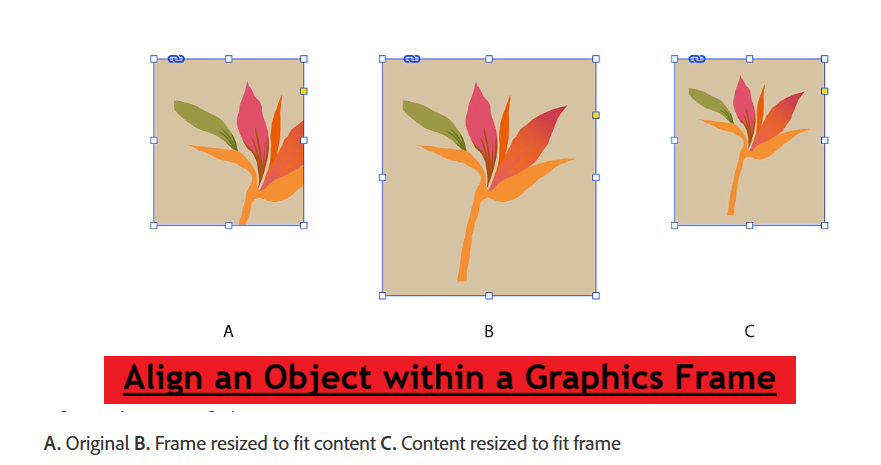 A B C
Align an Object within a Graphics Frame
A. Original B. Frame resized to fit content C. Content resized to fit frame